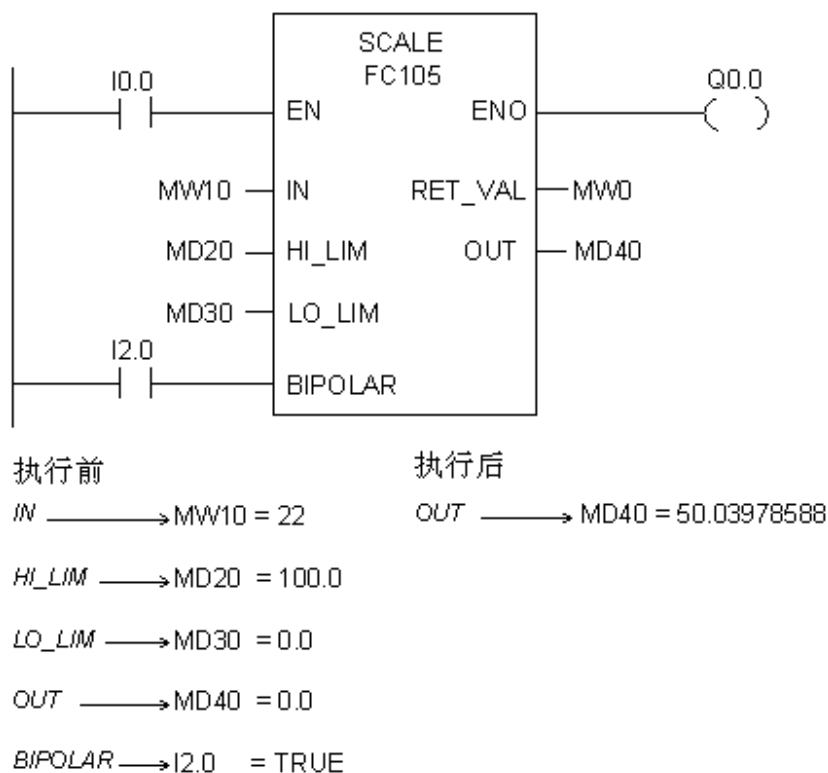 SCALE
FC105
I0.0
Q0.0
EN
ENO
MW10
IN
RET_VAL
MW0
MD20
HI_LIM
OUT
MD40
MD30
LO_LIM
I2.0
BIPOLAR
执行前
执行后
IN MW10 = 22
OUT MD40 = 50.03978588
HI_LIM MD20 = 100.0
LO_LIM MD30 = 0.0
OUT MD40 = 0.0
BIPOLAR I2.0 = TRUE